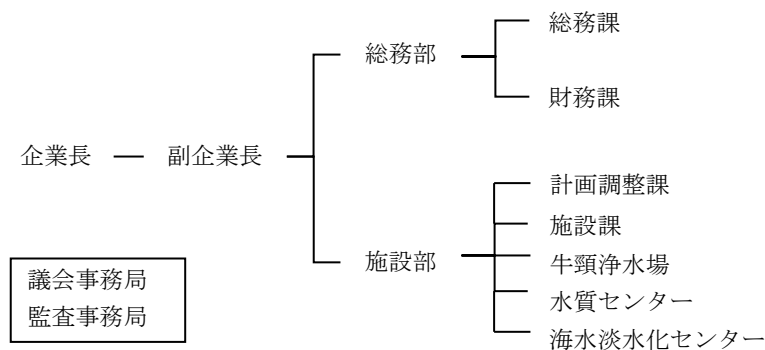 企業長
副企業長
総務部
総務課
財務課
施設部
計画調整課
施設課
牛頸浄水場
水質センター
海水淡水化センター
議会事務局
監査事務局